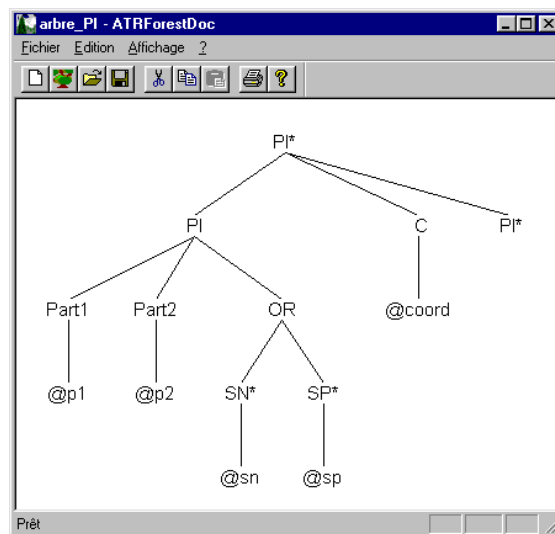 arbre_PI - ATRForestDoc
Fichier Edition Affichage ?
PI*
PI C PI*
Part1 Part2 OR @coord
@p1 @p2 SN* SP*
@sn @sp
Prêt